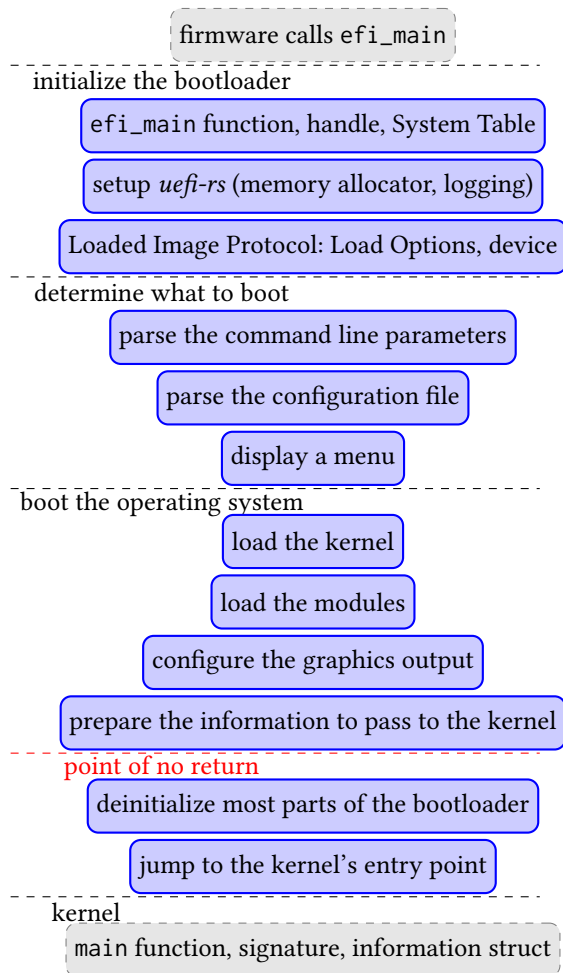 firmware calls efi_main
initialize the bootloader
efi_main function, handle, System Table
setup uefi-rs (memory allocator, logging)
Loaded Image Protocol: Load Options, device
determine what to boot
parse the command line parameters
parse the configuration file
display a menu
boot the operating system
load the kernel
load the modules
configure the graphics output
prepare the information to pass to the kernel
point of no return
deinitialize most parts of the bootloader
jump to the kernel’s entry point
kernel
main function, signature, information struct